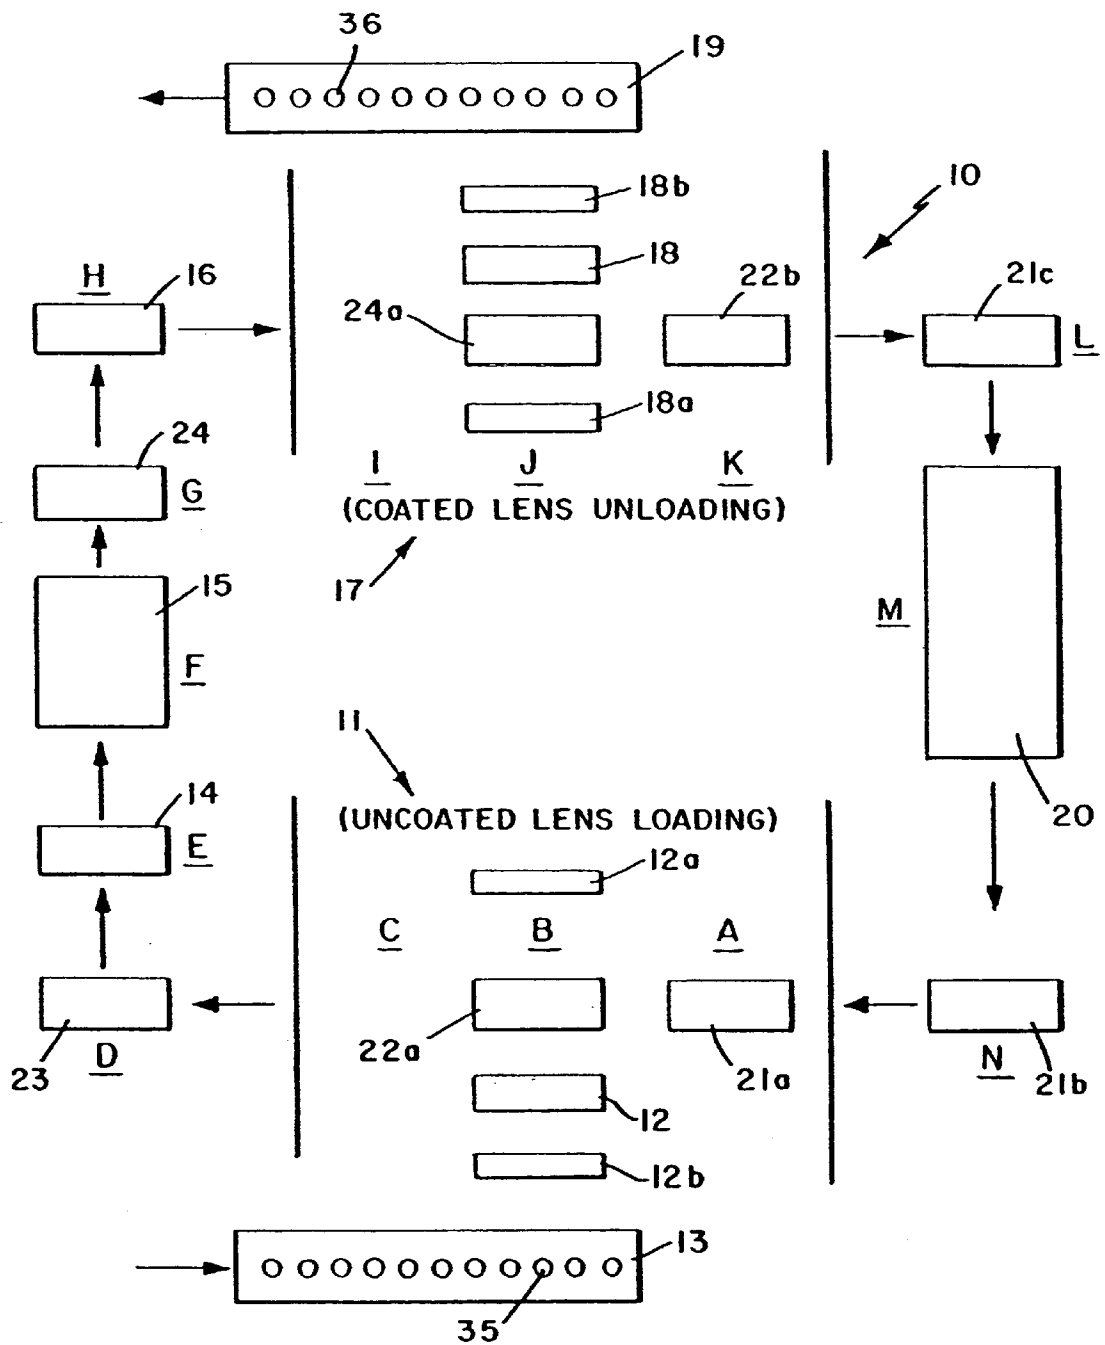 36
19
18b
10
H
16
18
22b
21c
24a
L
18a
24
I J K
G
(COATED LENS UNLOADING)
15
17
M
F
11
14
20
(UNCOATED LENS LOADING)
E
12a
C B A
22a
D
N
23
21a
21b
12
12b
13
35